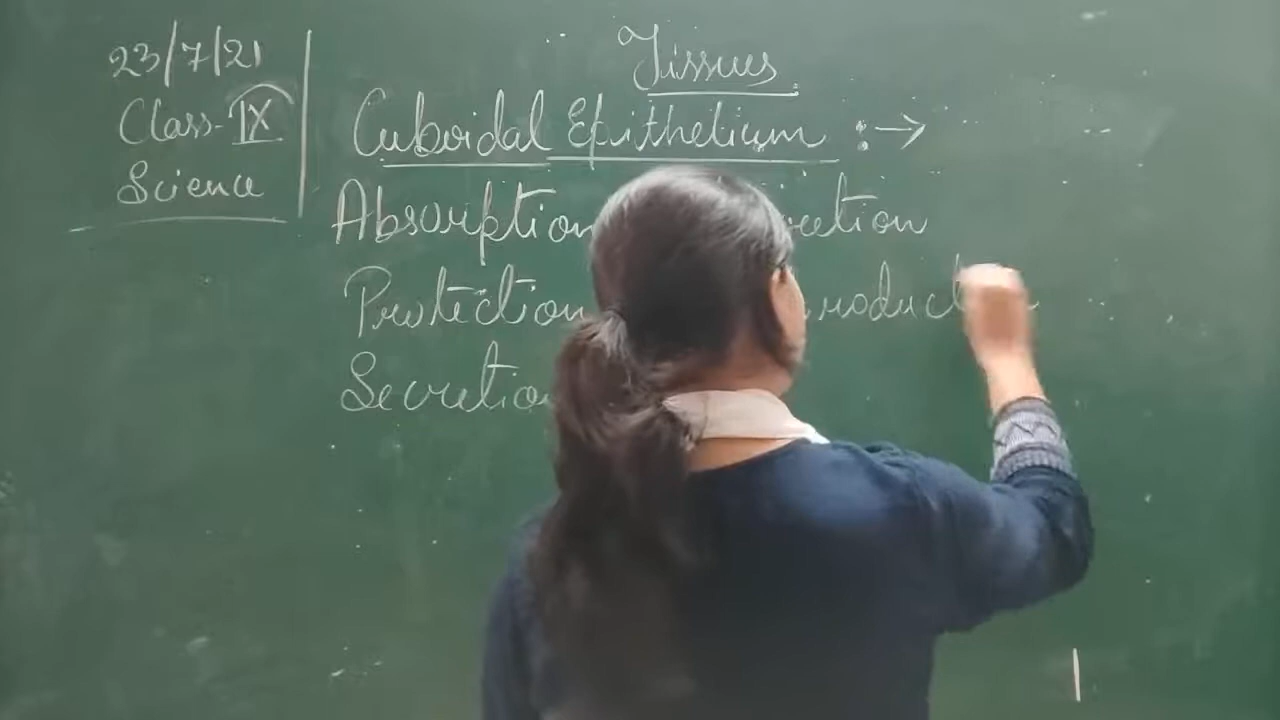 23/7/21
Class-IX
Science
Tissues
Cuboidal Epithelium :→
Absorption
Protection
Secretion